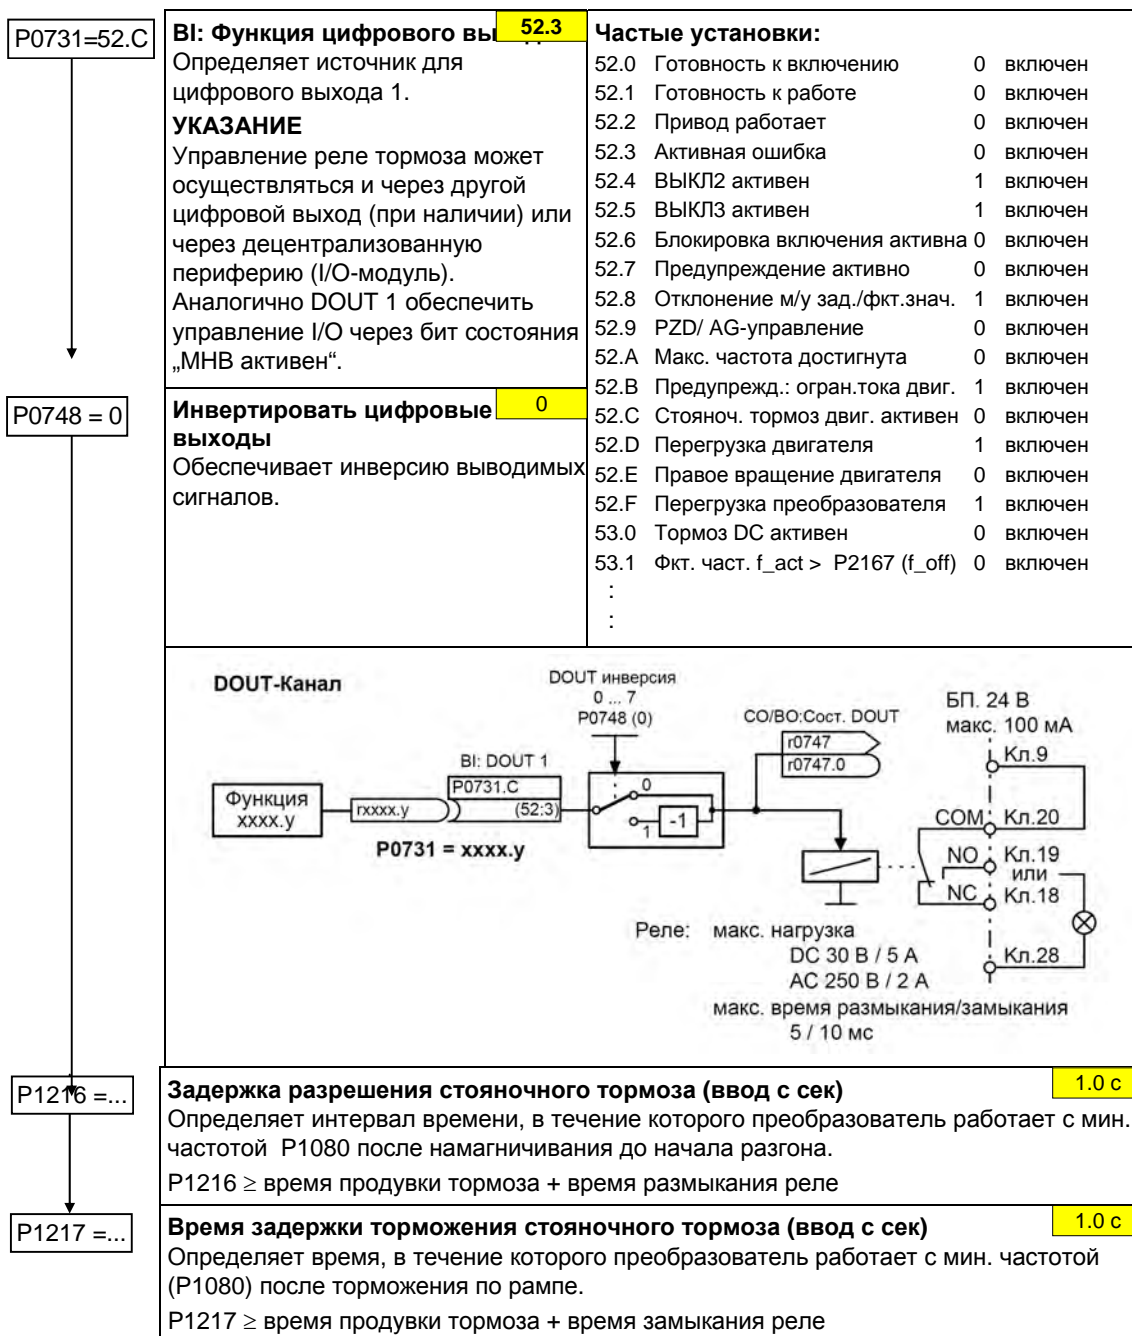 P0731=52.C
BI: Функция цифрового вы
52.3
Определяет источник для
цифрового выхода 1.
УКАЗАНИЕ
Управление реле тормоза может
осуществляться и через другой
цифровой выход (при наличии) или
через децентрализованную
периферию (I/O-модуль).
Аналогично DOUT 1 обеспечить
управление I/O через бит состояния
„МНВ активен“.
P0748 = 0
Инвертировать цифровые
0
выходы
Обеспечивает инверсию выводимых
сигналов.
Частые установки:
52.0 Готовность к включению 0 включен
52.1 Готовность к работе 0 включен
52.2 Привод работает 0 включен
52.3 Активная ошибка 0 включен
52.4 ВЫКЛ2 активен 1 включен
52.5 ВЫКЛ3 активен 1 включен
52.6 Блокировка включения активна 0 включен
52.7 Предупреждение активно 0 включен
52.8 Отклонение м/у зад./фкт.знач. 1 включен
52.9 PZD/ AG-управление 0 включен
52.A Макс. частота достигнута 0 включен
52.B Предупрежд.: огран.тока двиг. 1 включен
52.C Стояноч. тормоз двиг. активен 0 включен
52.D Перегрузка двигателя 1 включен
52.E Правое вращение двигателя 0 включен
52.F Перегрузка преобразователя 1 включен
53.0 Тормоз DC активен 0 включен
53.1 Фкт. част. f_act > P2167 (f_off) 0 включен
:
:
DOUT-Канал
DOUT инверсия
0 ... 7
P0748 (0)
CO/BO:Сост. DOUT
r0747
r0747.0
БП. 24 В
макс. 100 мА
Кл.9
BI: DOUT 1
P0731.C
(52:3)
Функция
xxxx.y
rxxxx.y
P0731 = xxxx.y
0
1
-1
COM
Кл.20
NO
Кл.19
или
NC
Кл.18
Кл.28
Реле: макс. нагрузка
DC 30 В / 5 А
AC 250 В / 2 А
макс. время размыкания/замыкания
5 / 10 мс
P1216 =...
Задержка разрешения стояночного тормоза (ввод с сек)
1.0 с
Определяет интервал времени, в течение которого преобразователь работает с мин.
частотой P1080 после намагничивания до начала разгона.
P1216 ≥ время продувки тормоза + время размыкания реле
P1217 =...
Время задержки торможения стояночного тормоза (ввод с сек)
1.0 с
Определяет время, в течение которого преобразователь работает с мин. частотой
(P1080) после торможения по рампе.
P1217 ≥ время продувки тормоза + время замыкания реле